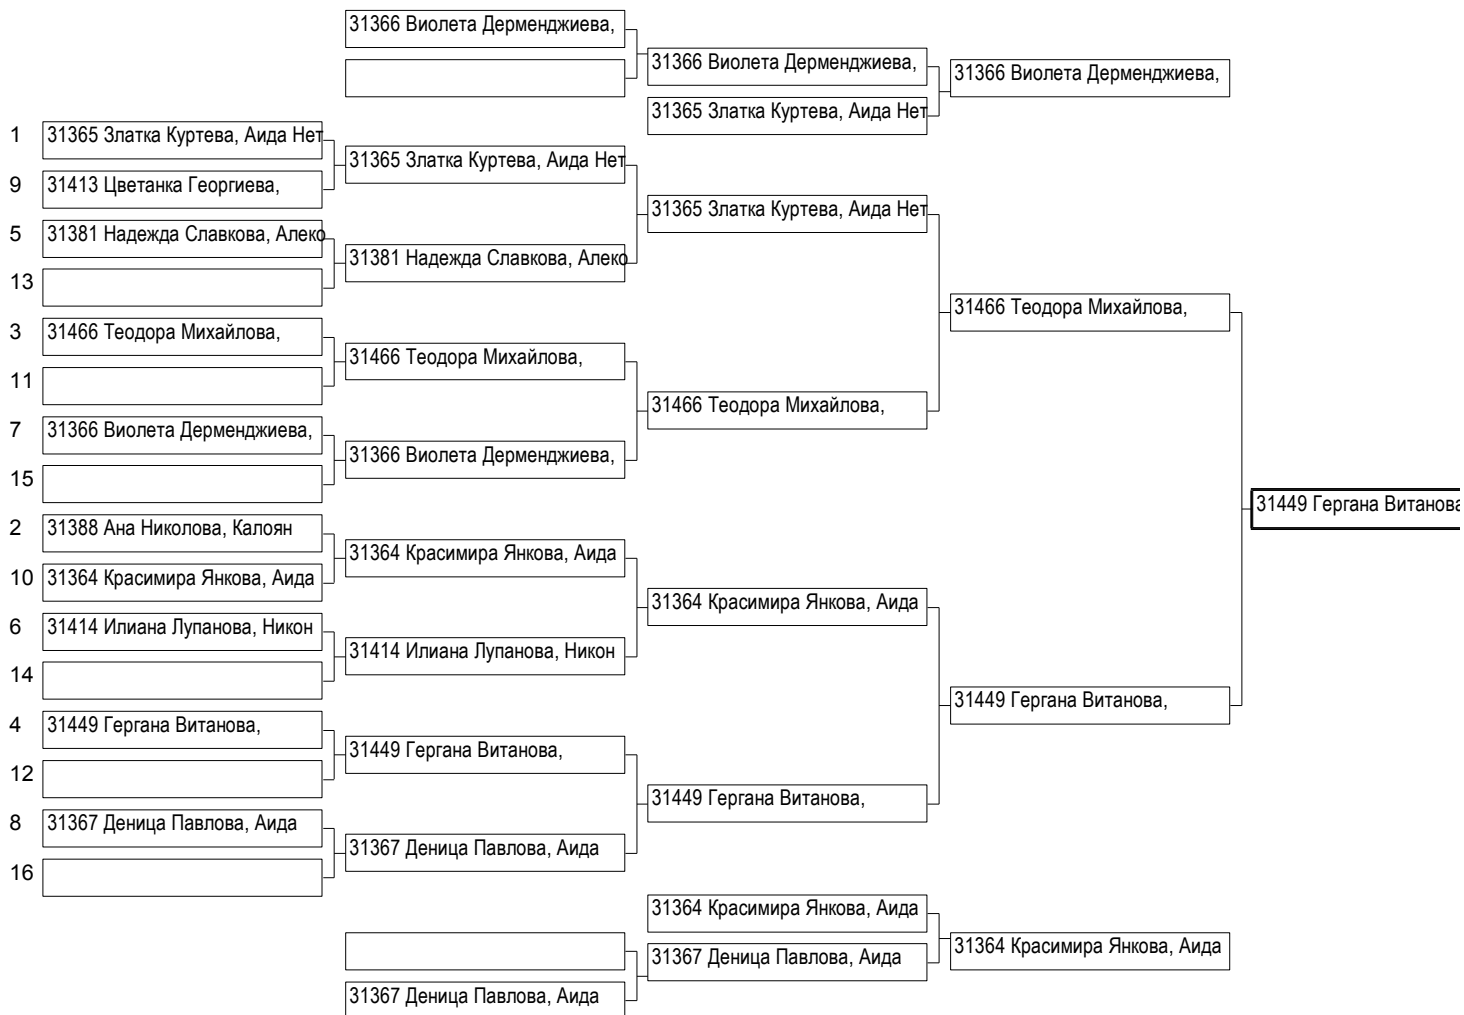 31366 Виолета Дерменджиева,
31366 Виолета Дерменджиева,
31366 Виолета Дерменджиева,
31365 Златка Куртева, Аида Нет
1 31365 Златка Куртева, Аида Нет
31365 Златка Куртева, Аида Нет
9 31413 Цветанка Георгиева,
31365 Златка Куртева, Аида Нет
5 31381 Надежда Славкова, Алеко
31381 Надежда Славкова, Алеко
13
31466 Теодора Михайлова,
3 31466 Теодора Михайлова,
31466 Теодора Михайлова,
11
31466 Теодора Михайлова,
7 31366 Виолета Дерменджиева,
31366 Виолета Дерменджиева,
15
31449 Гергана Витанова
2 31388 Ана Николова, Калоян
31364 Красимира Янкова, Аида
10 31364 Красимира Янкова, Аида
31364 Красимира Янкова, Аида
6 31414 Илиана Лупанова, Никон
31414 Илиана Лупанова, Никон
14
31449 Гергана Витанова,
4 31449 Гергана Витанова,
31449 Гергана Витанова,
12
31449 Гергана Витанова,
8 31367 Деница Павлова, Аида
31367 Деница Павлова, Аида
16
31364 Красимира Янкова, Аида
31364 Красимира Янкова, Аида
31367 Деница Павлова, Аида
31367 Деница Павлова, Аида